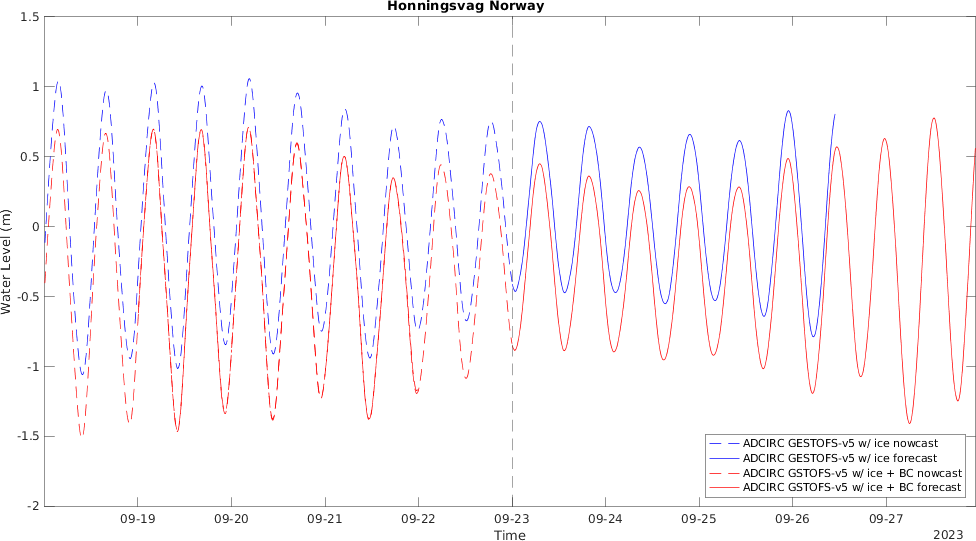 Honningsvag Norway
1.5
1
0.5
0
-0.5
-1
-1.5
-2
Water Level (m)
09-19
09-20
09-21
09-22
09-23
09-24
09-25
09-26
09-27
Time
2023
ADCIRC GESTOFS-v5 w/ ice nowcast
ADCIRC GESTOFS-v5 w/ ice forecast
ADCIRC GSTOFS-v5 w/ ice + BC nowcast
ADCIRC GSTOFS-v5 w/ ice + BC forecast